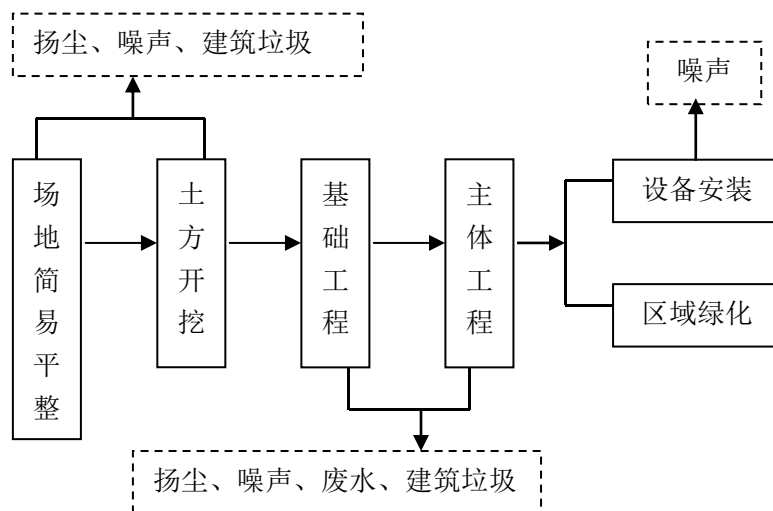 扬尘、噪声、建筑垃圾
噪声
场地简易平整
土方开挖
基础工程
主体工程
设备安装
区域绿化
扬尘、噪声、废水、建筑垃圾